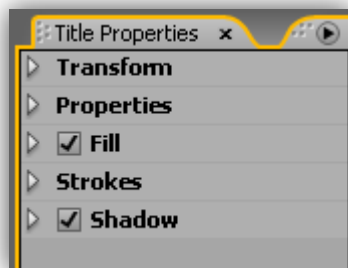 Title Properties x
Transform
Properties
Fill
Strokes
Shadow